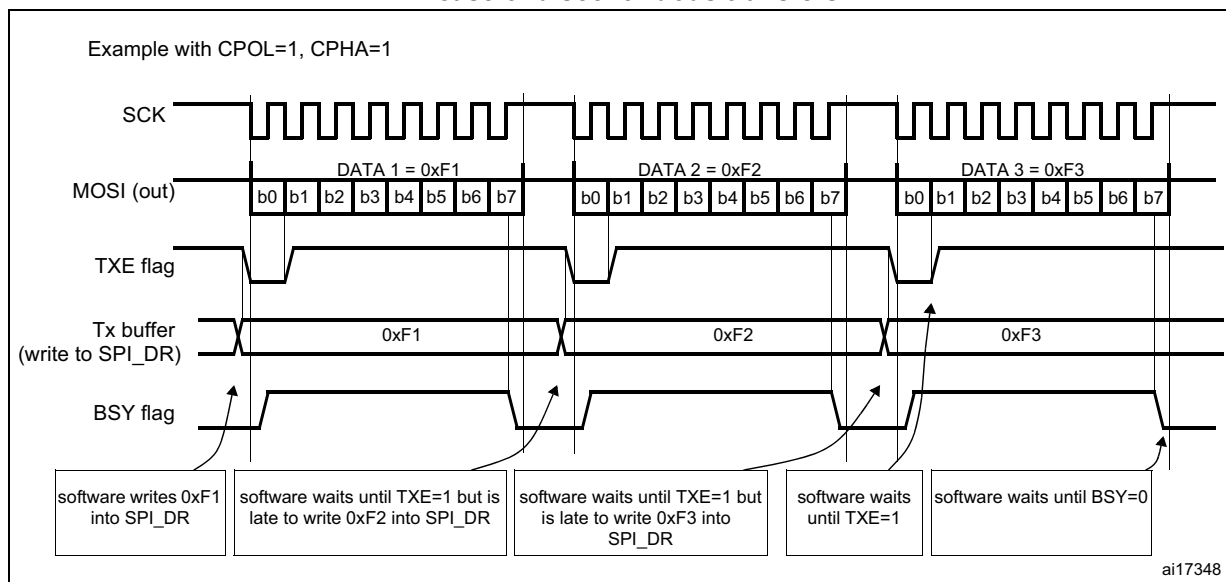 Example with CPOL=1, CPHA=1
SCK
DATA 1 = 0xF1
DATA 2 = 0xF2
DATA 3 = 0xF3
MOSI (out)
b0 b1 b2 b3 b4 b5 b6 b7
b0 b1 b2 b3 b4 b5 b6 b7
b0 b1 b2 b3 b4 b5 b6 b7
TXE flag
Tx buffer
(write to SPI_DR)
0xF1
0xF2
0xF3
BSY flag
software writes 0xF1
into SPI_DR
software waits until TXE=1 but is
late to write 0xF2 into SPI_DR
software waits until TXE=1 but
is late to write 0xF3 into
SPI_DR
software waits
until TXE=1
software waits until BSY=0
ai17348